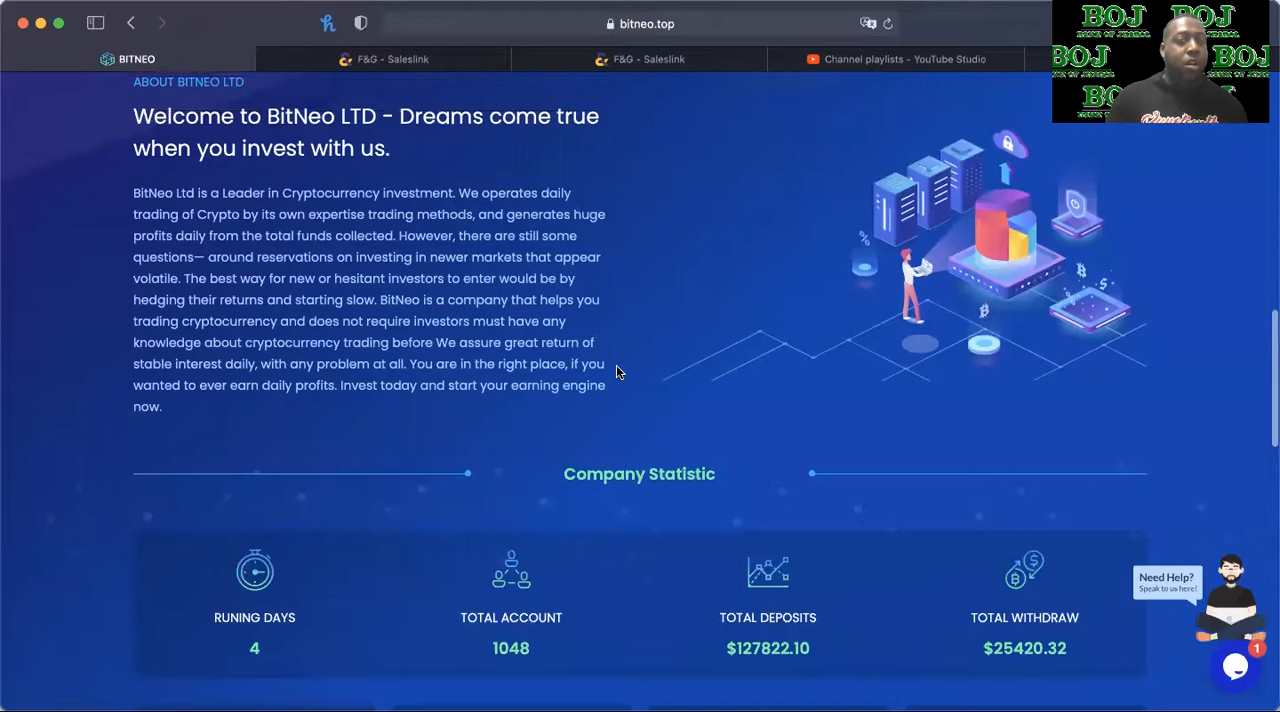 bitneo.top
BITNEO
F&G - Saleslink
F&G - Saleslink
Channel playlists - YouTube Studio
BOJ BOJ
BOJ BOJ
ABOUT BITNEO LTD
Welcome to BitNeo LTD - Dreams come true
when you invest with us.
BitNeo Ltd is a Leader in Cryptocurrency investment. We operates daily
trading of Crypto by its own expertise trading methods, and generates huge
profits daily from the total funds collected. However, there are still some
questions— around reservations on investing in newer markets that appear
volatile. The best way for new or hesitant investors to enter would be by
hedging their returns and starting slow. BitNeo is a company that helps you
trading cryptocurrency and does not require investors must have any
knowledge about cryptocurrency trading before We assure great return of
stable interest daily, with any problem at all. You are in the right place, if you
wanted to ever earn daily profits. Invest today and start your earning engine
now.
Company Statistic
RUNING DAYS
4
TOTAL ACCOUNT
1048
TOTAL DEPOSITS
$127822.10
TOTAL WITHDRAW
$25420.32
Need Help?
Speak to us here!
1